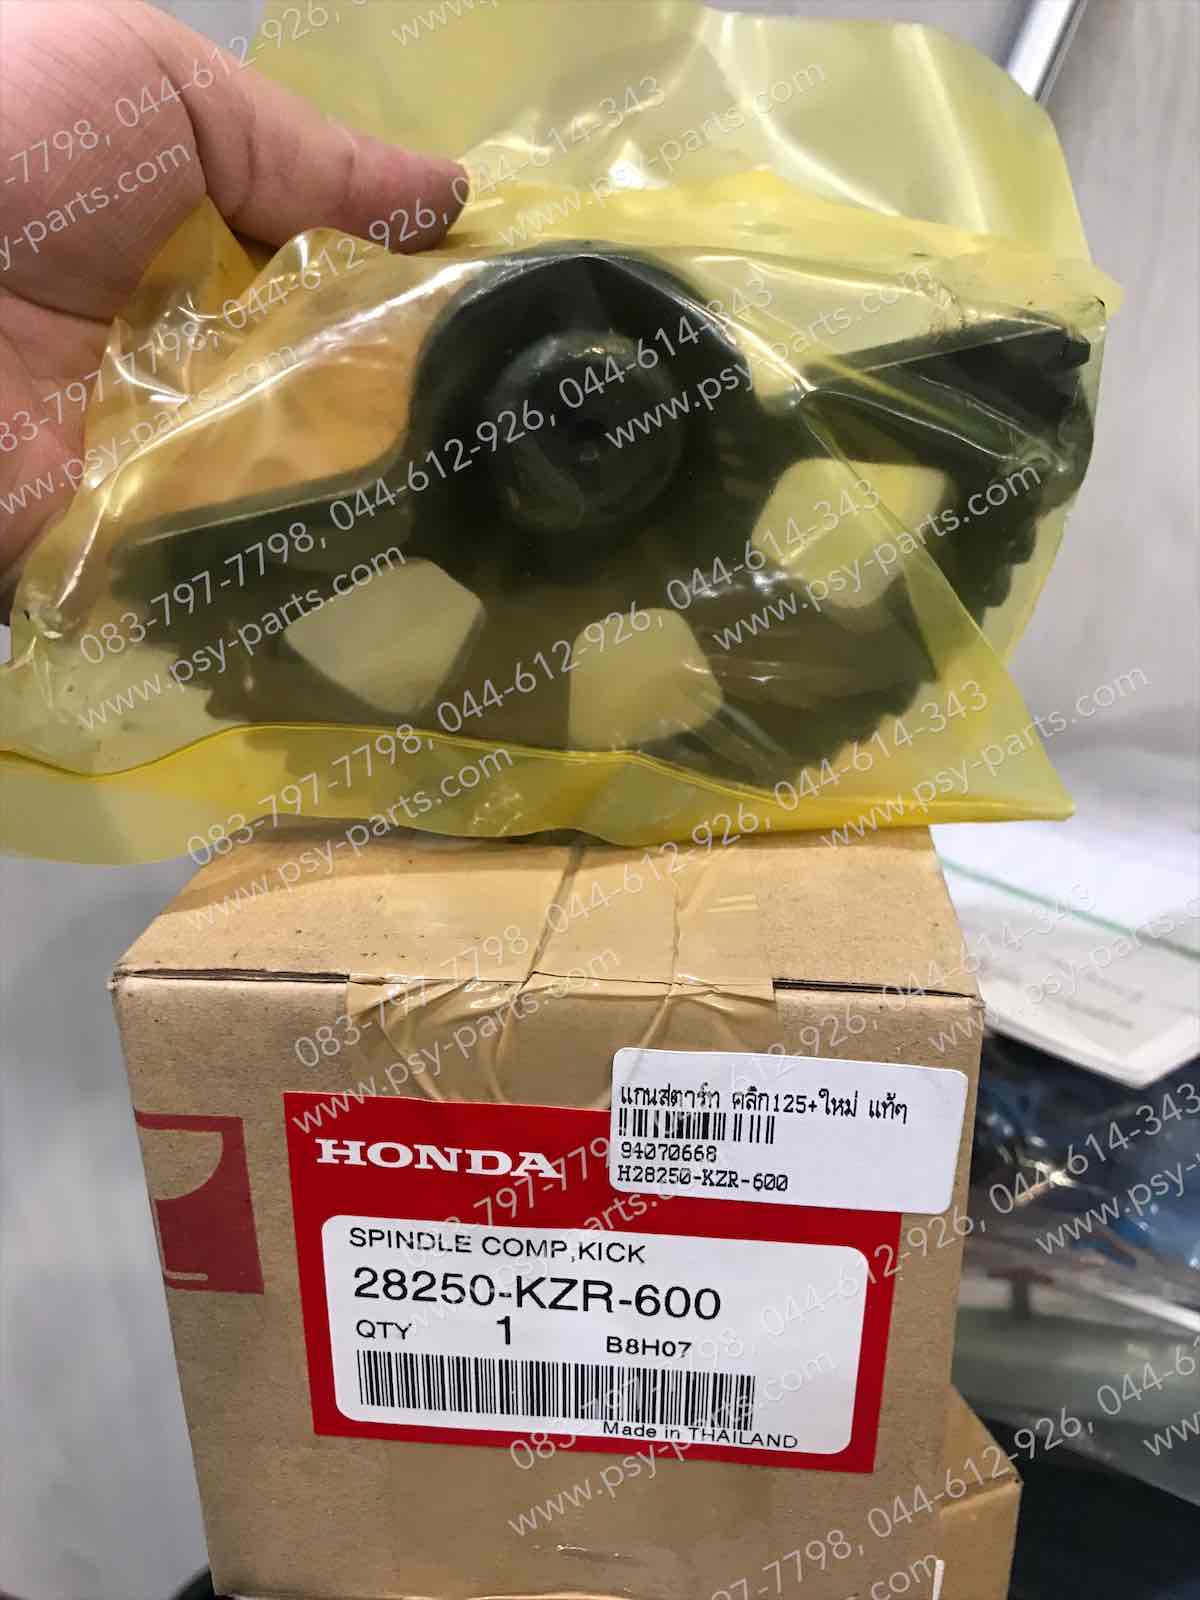 083-797-7798, 044-612-926, 044-614-343
www.psy-parts.com
แกนสตาร์ท คลิก125+ใหม่ แท้ๆ
94070668
H28250-KZR-600
HONDA
SPINDLE COMP,KICK
28250-KZR-600
QTY 1 B8H07
Made in THAILAND